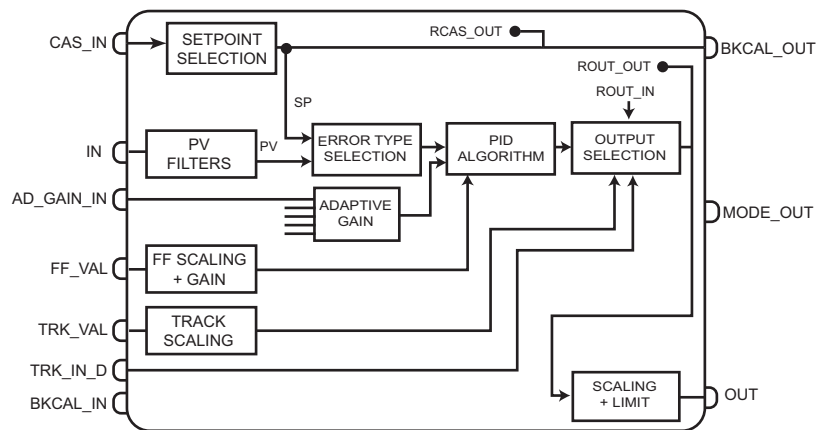 CAS_IN
SETPOINT
SELECTION
RCAS_OUT
BKCAL_OUT
ROUT_OUT
ROUT_IN
SP
IN
PV
FILTERS
PV
ERROR TYPE
SELECTION
PID
ALGORITHM
OUTPUT
SELECTION
AD_GAIN_IN
ADAPTIVE
GAIN
MODE_OUT
FF_VAL
FF SCALING
+ GAIN
TRK_VAL
TRACK
SCALING
TRK_IN_D
BKCAL_IN
SCALING
+ LIMIT
OUT